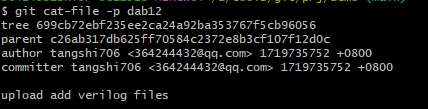 $ git cat-file -p dab12
tree 699cb72ebf235ee2ca24a92ba353767f5cb96056
parent c26ab317db625ff70584c2372e8b3cf107f12d0c
author tangshi706 <364244432@qq.com> 1719735752 +0800
committer tangshi706 <364244432@qq.com> 1719735752 +0800

upload add verilog files